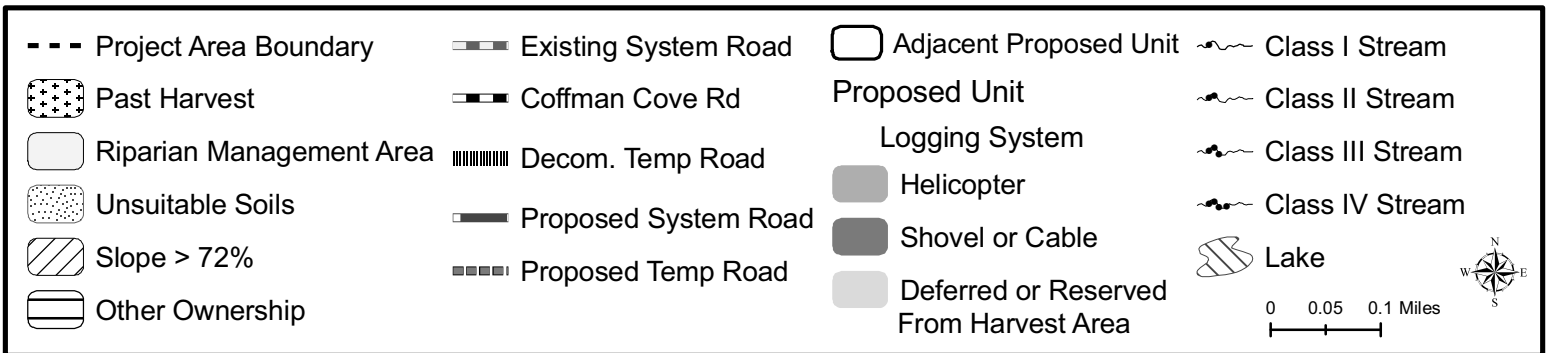 Project Area Boundary
Past Harvest
Riparian Management Area
Unsuitable Soils
Slope > 72%
Other Ownership
Existing System Road
Coffman Cove Rd
Decom. Temp Road
Proposed System Road
Proposed Temp Road
Adjacent Proposed Unit
Proposed Unit
Logging System
Helicopter
Shovel or Cable
Deferred or Reserved
From Harvest Area
Class I Stream
Class II Stream
Class III Stream
Class IV Stream
Lake
N
W E
S
0 0.05 0.1 Miles